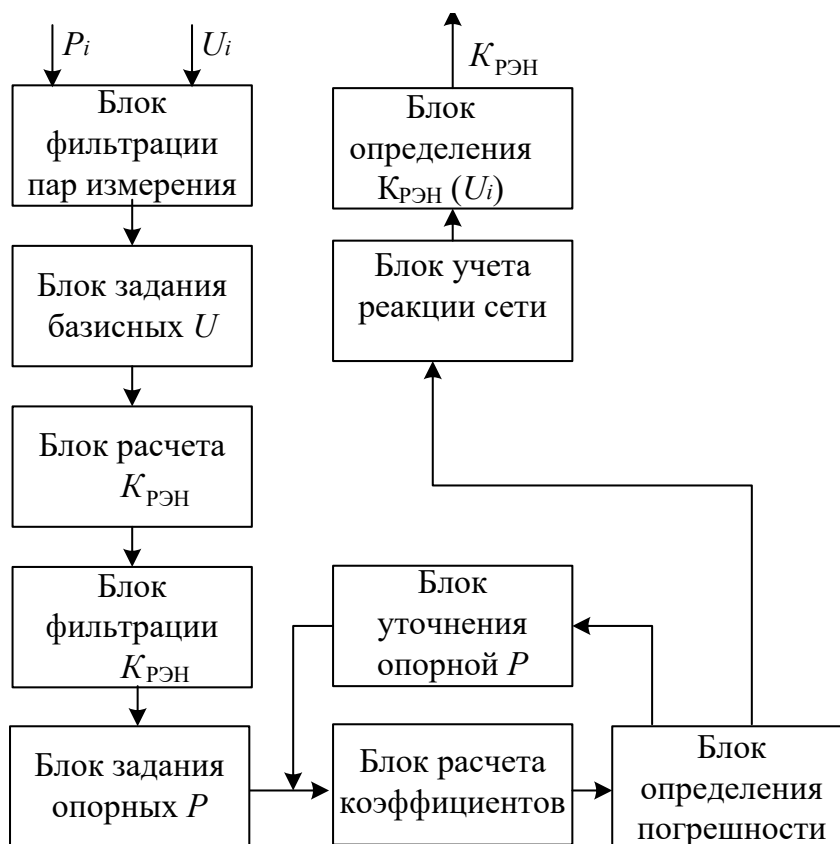 Pi
Ui
Блок
фильтрации
пар измерения
Блок задания
базисных U
Блок расчета
KРЭН
Блок
фильтрации
KРЭН
Блок задания
опорных P
Блок расчета
коэффициентов
Блок
определения
погрешности
Блок
уточнения
опорной P
Блок учета
реакции сети
Блок
определения
KРЭН (Ui)
KРЭН